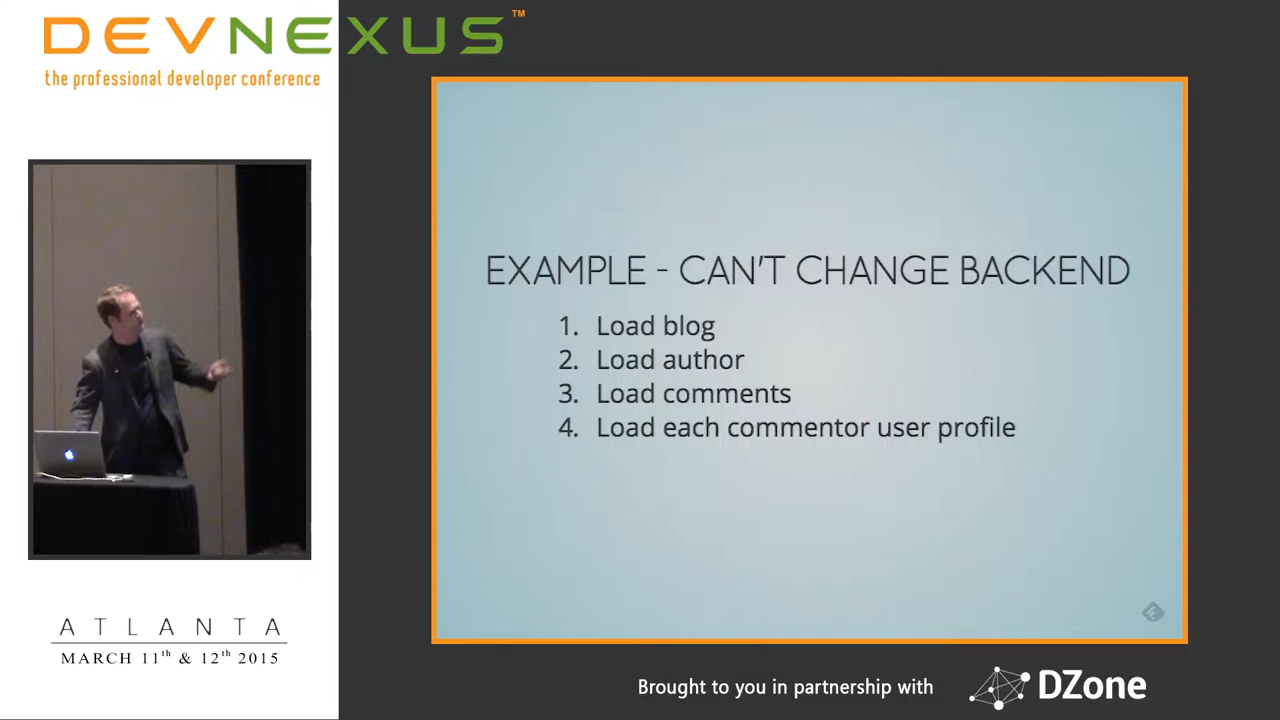 DEVNEXUS™
the professional developer conference
EXAMPLE - CAN'T CHANGE BACKEND
1. Load blog
2. Load author
3. Load comments
4. Load each commentor user profile
ATLANTA
MARCH 11th & 12th 2015
Brought to you in partnership with
DZone